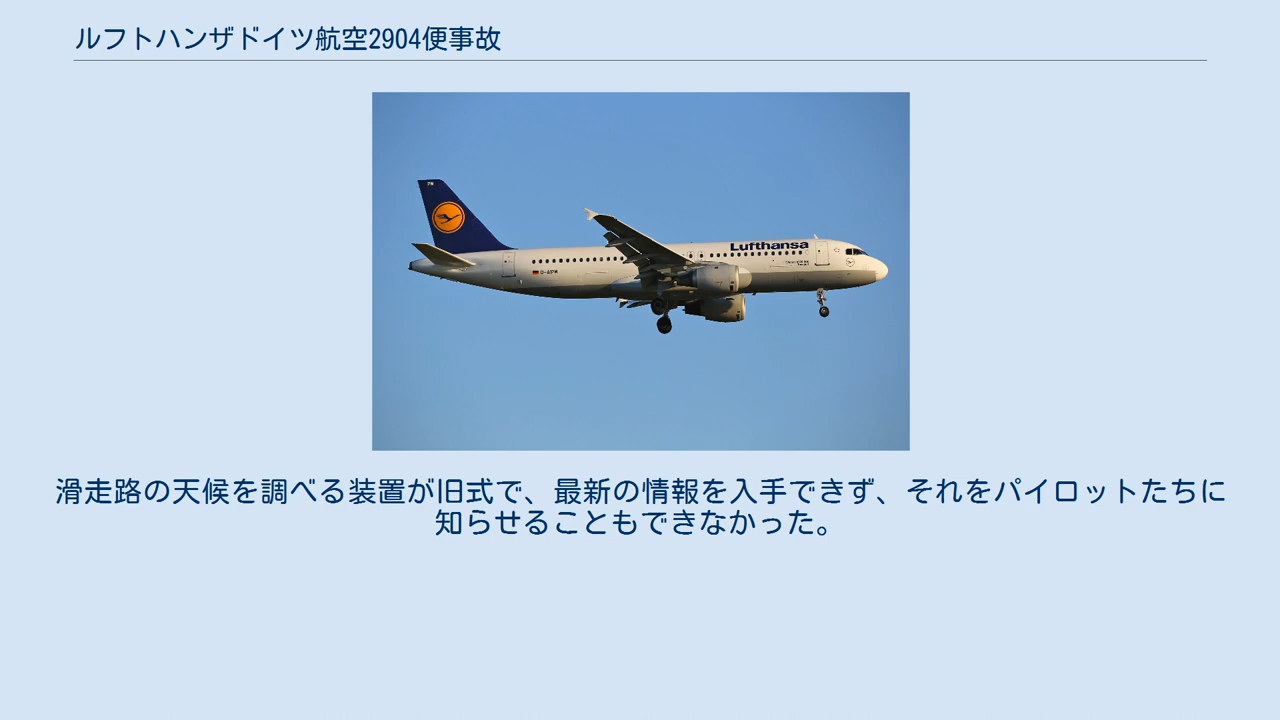 ルフトハンザドイツ航空2904便事故
Lufthansa
滑走路の天候を調べる装置が旧式で、最新の情報を入手できず、それをパイロットたちに
知らせることもできなかった。